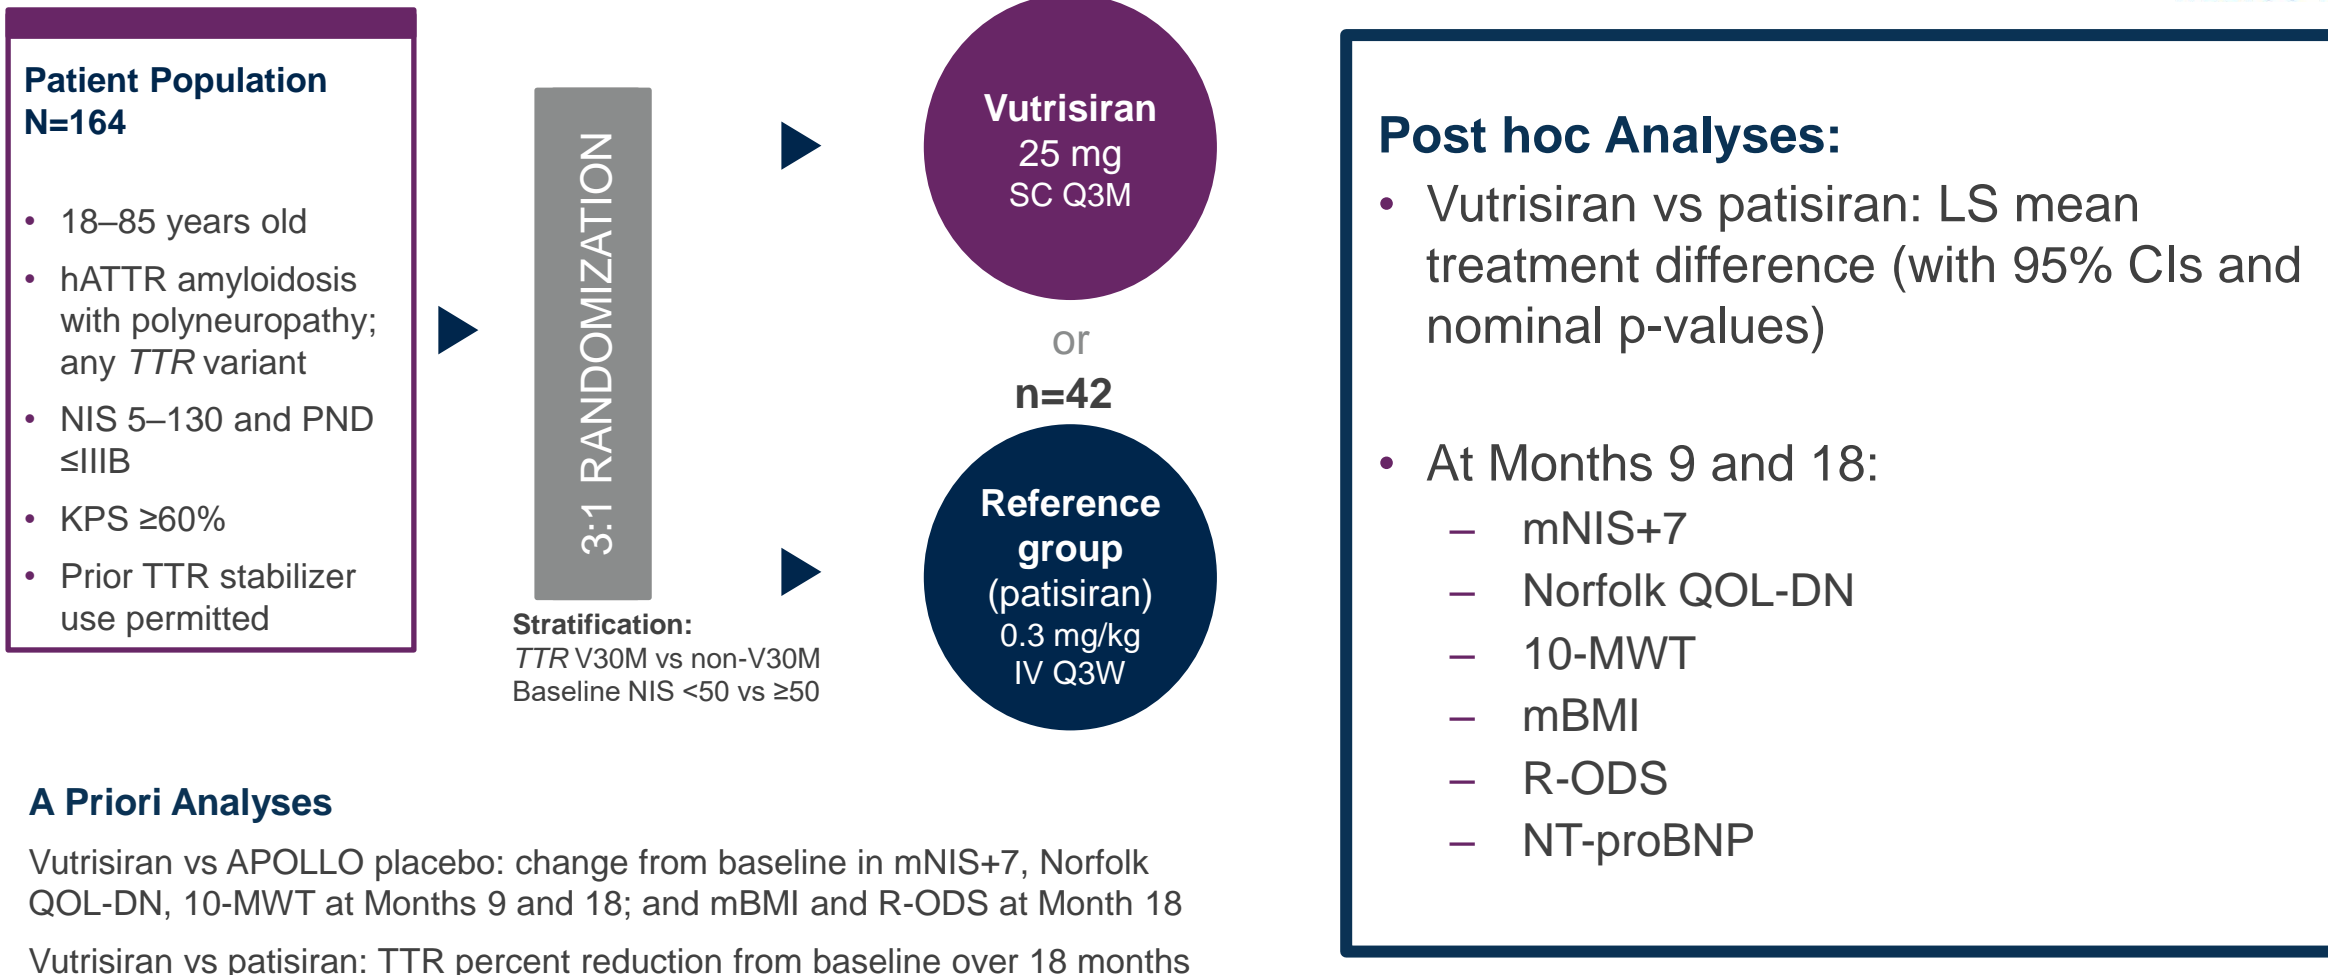 Patient Population
N=164
• 18–85 years old
• hATTR amyloidosis
with polyneuropathy;
any TTR variant
• NIS 5–130 and PND
≤IIIB
• KPS ≥60%
• Prior TTR stabilizer
use permitted
3:1 RANDOMIZATION
Stratification:
TTR V30M vs non-V30M
Baseline NIS <50 vs ≥50
Vutrisiran
25 mg
SC Q3M
or
n=42
Reference
group
(patisiran)
0.3 mg/kg
IV Q3W
A Priori Analyses
Vutrisiran vs APOLLO placebo: change from baseline in mNIS+7, Norfolk
QOL-DN, 10-MWT at Months 9 and 18; and mBMI and R-ODS at Month 18
Vutrisiran vs patisiran: TTR percent reduction from baseline over 18 months
Post hoc Analyses:
• Vutrisiran vs patisiran: LS mean
treatment difference (with 95% CIs and
nominal p-values)
• At Months 9 and 18:
– mNIS+7
– Norfolk QOL-DN
– 10-MWT
– mBMI
– R-ODS
– NT-proBNP